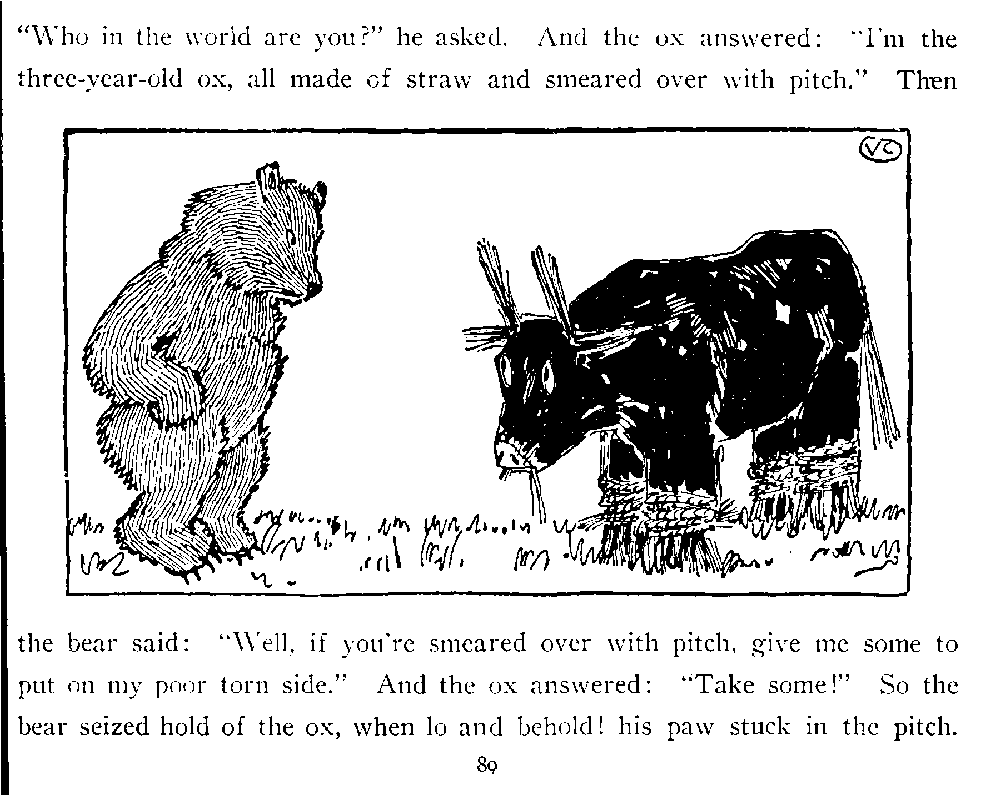 “Who in the world are you?” he asked. And the ox answered: “I'm the
three-year-old ox, all made of straw and smeared over with pitch.” Then
VC
the bear said: “Well, if you're smeared over with pitch, give me some to
put on my poor torn side.” And the ox answered: “Take some!” So the
bear seized hold of the ox, when lo and behold! his paw stuck in the pitch.
89